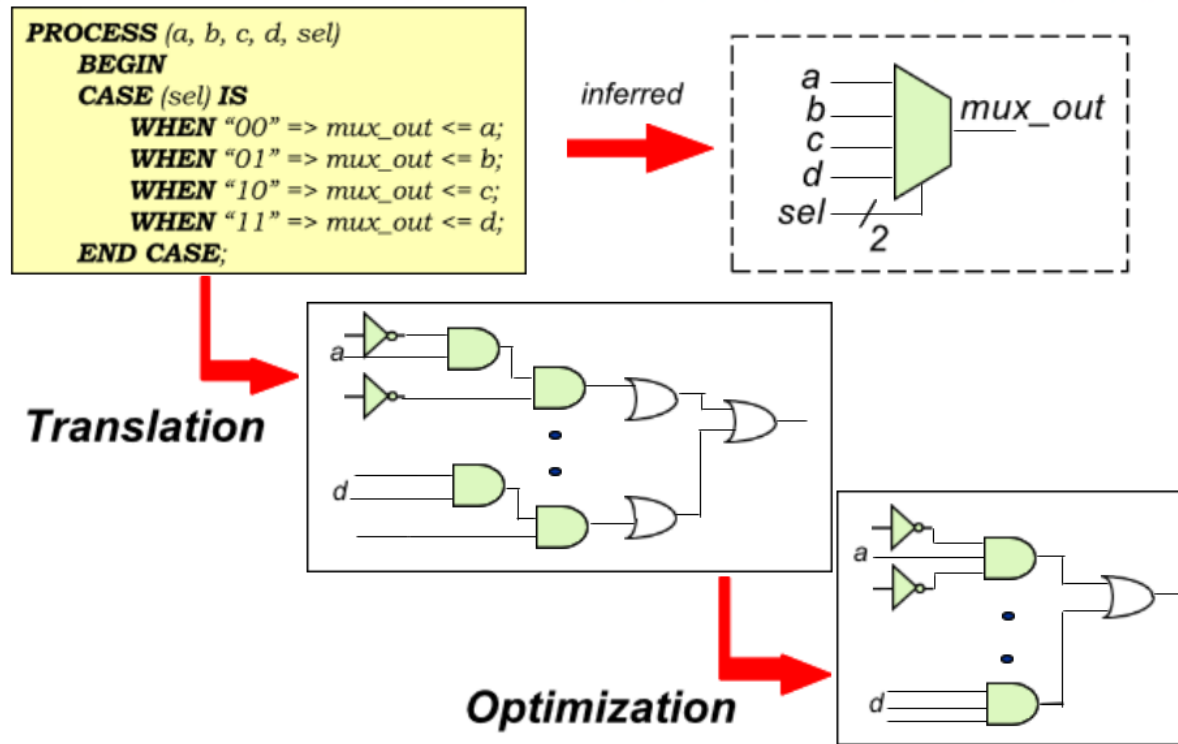 PROCESS (a, b, c, d, sel)
BEGIN
CASE (sel) IS
WHEN “00” => mux_out <= a;
WHEN “01” => mux_out <= b;
WHEN “10” => mux_out <= c;
WHEN “11” => mux_out <= d;
END CASE;
inferred
a
b
c
d
sel
2
mux_out
Translation
a
d
Optimization
a
d